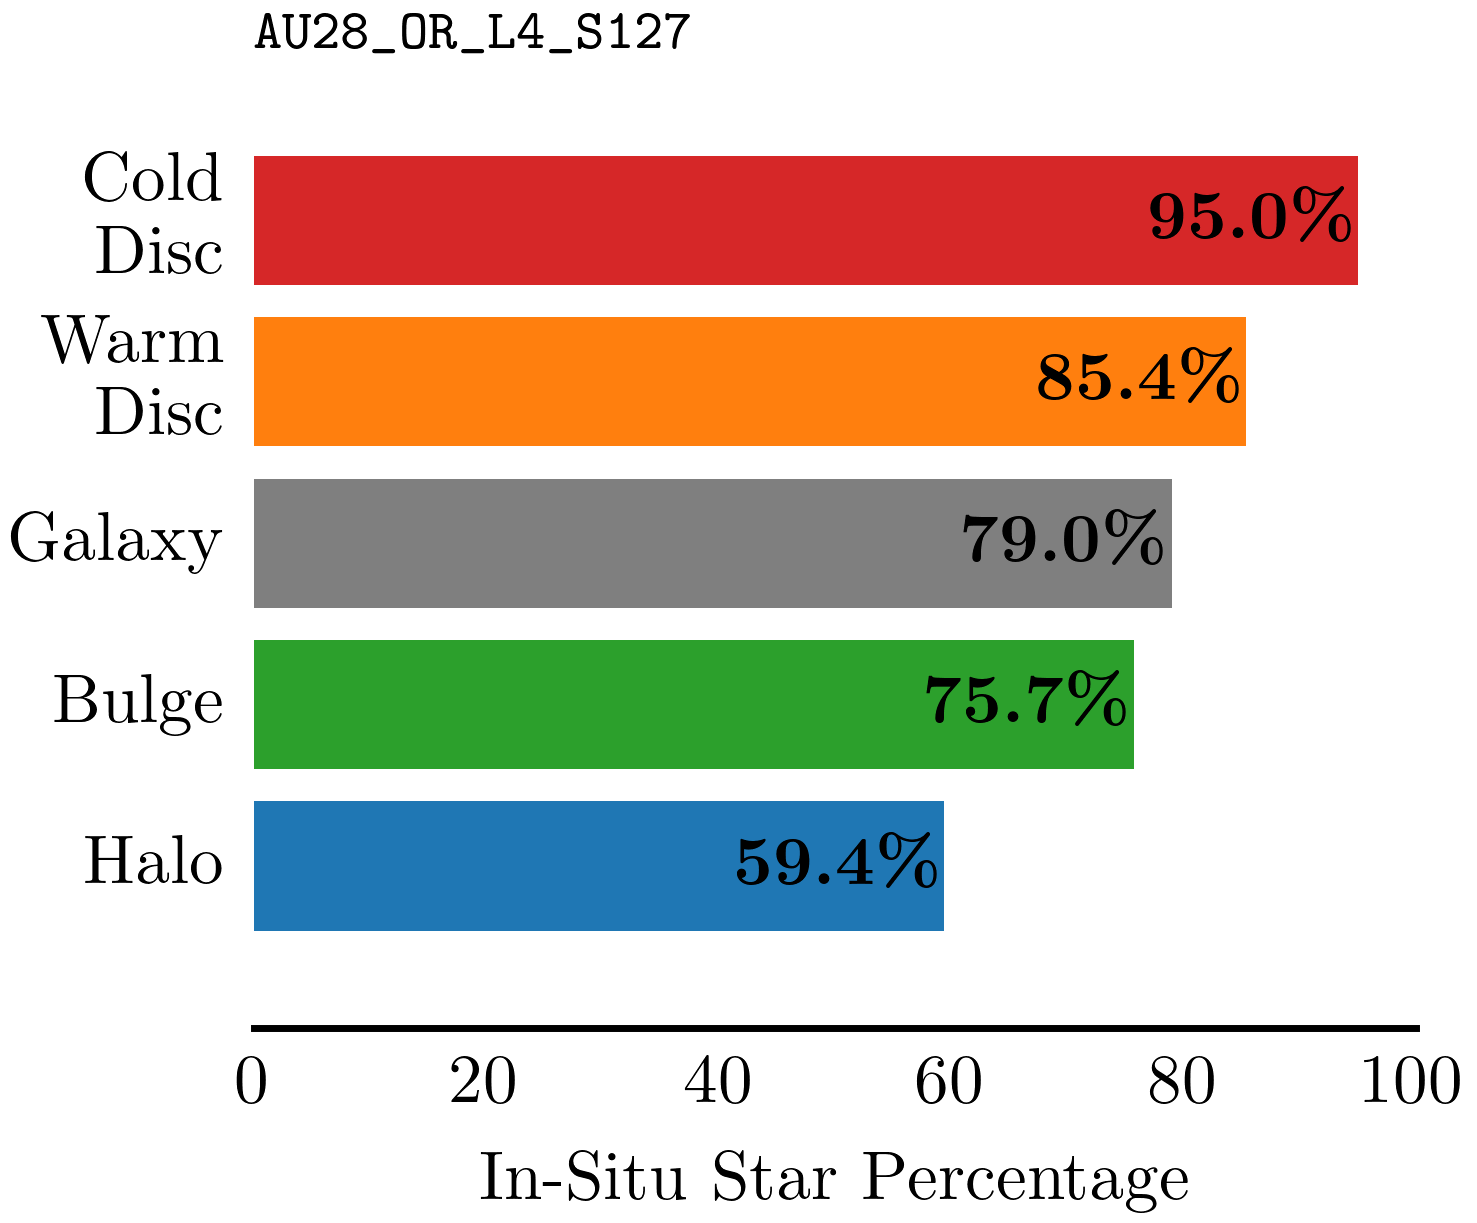 AU28_OR_L4_S127
Cold
Disc
95.0%
Warm
Disc
85.4%
Galaxy
79.0%
Bulge
75.7%
Halo
59.4%
0 20 40 60 80 100
In-Situ Star Percentage